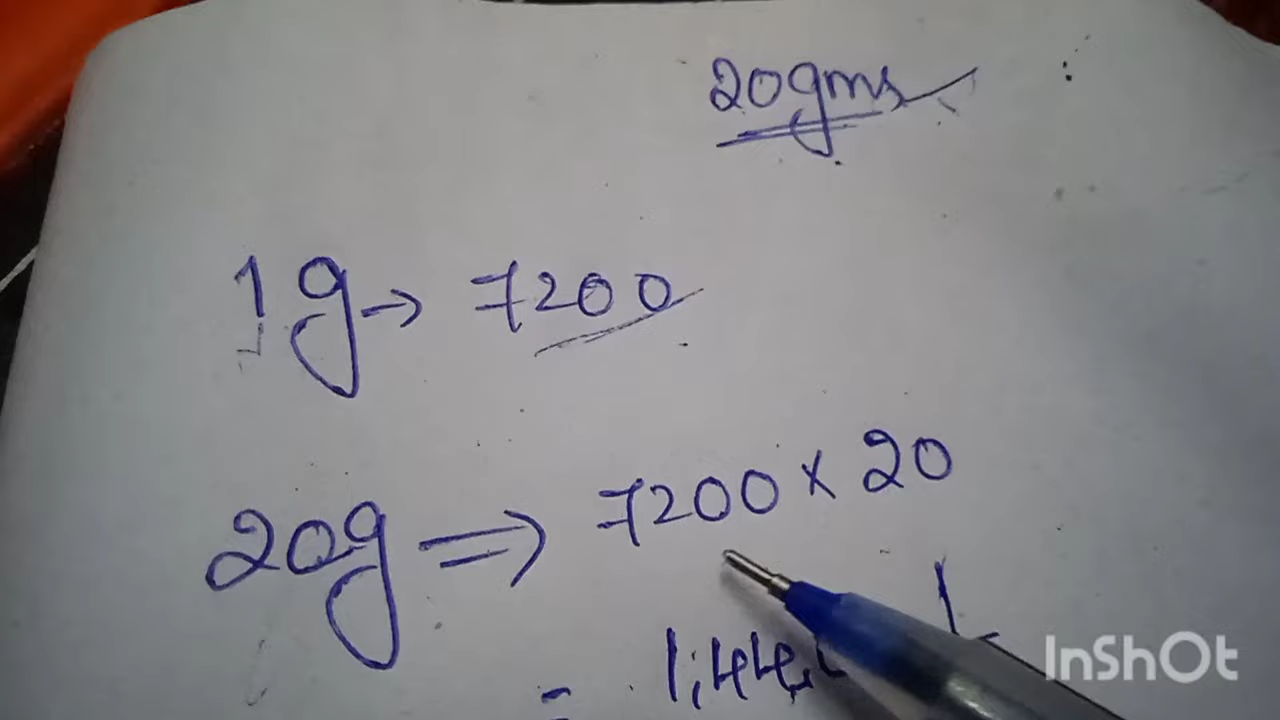 20gms
1g → 7200
20g ⇒ 7200 × 20
= 1,44,
InShOt